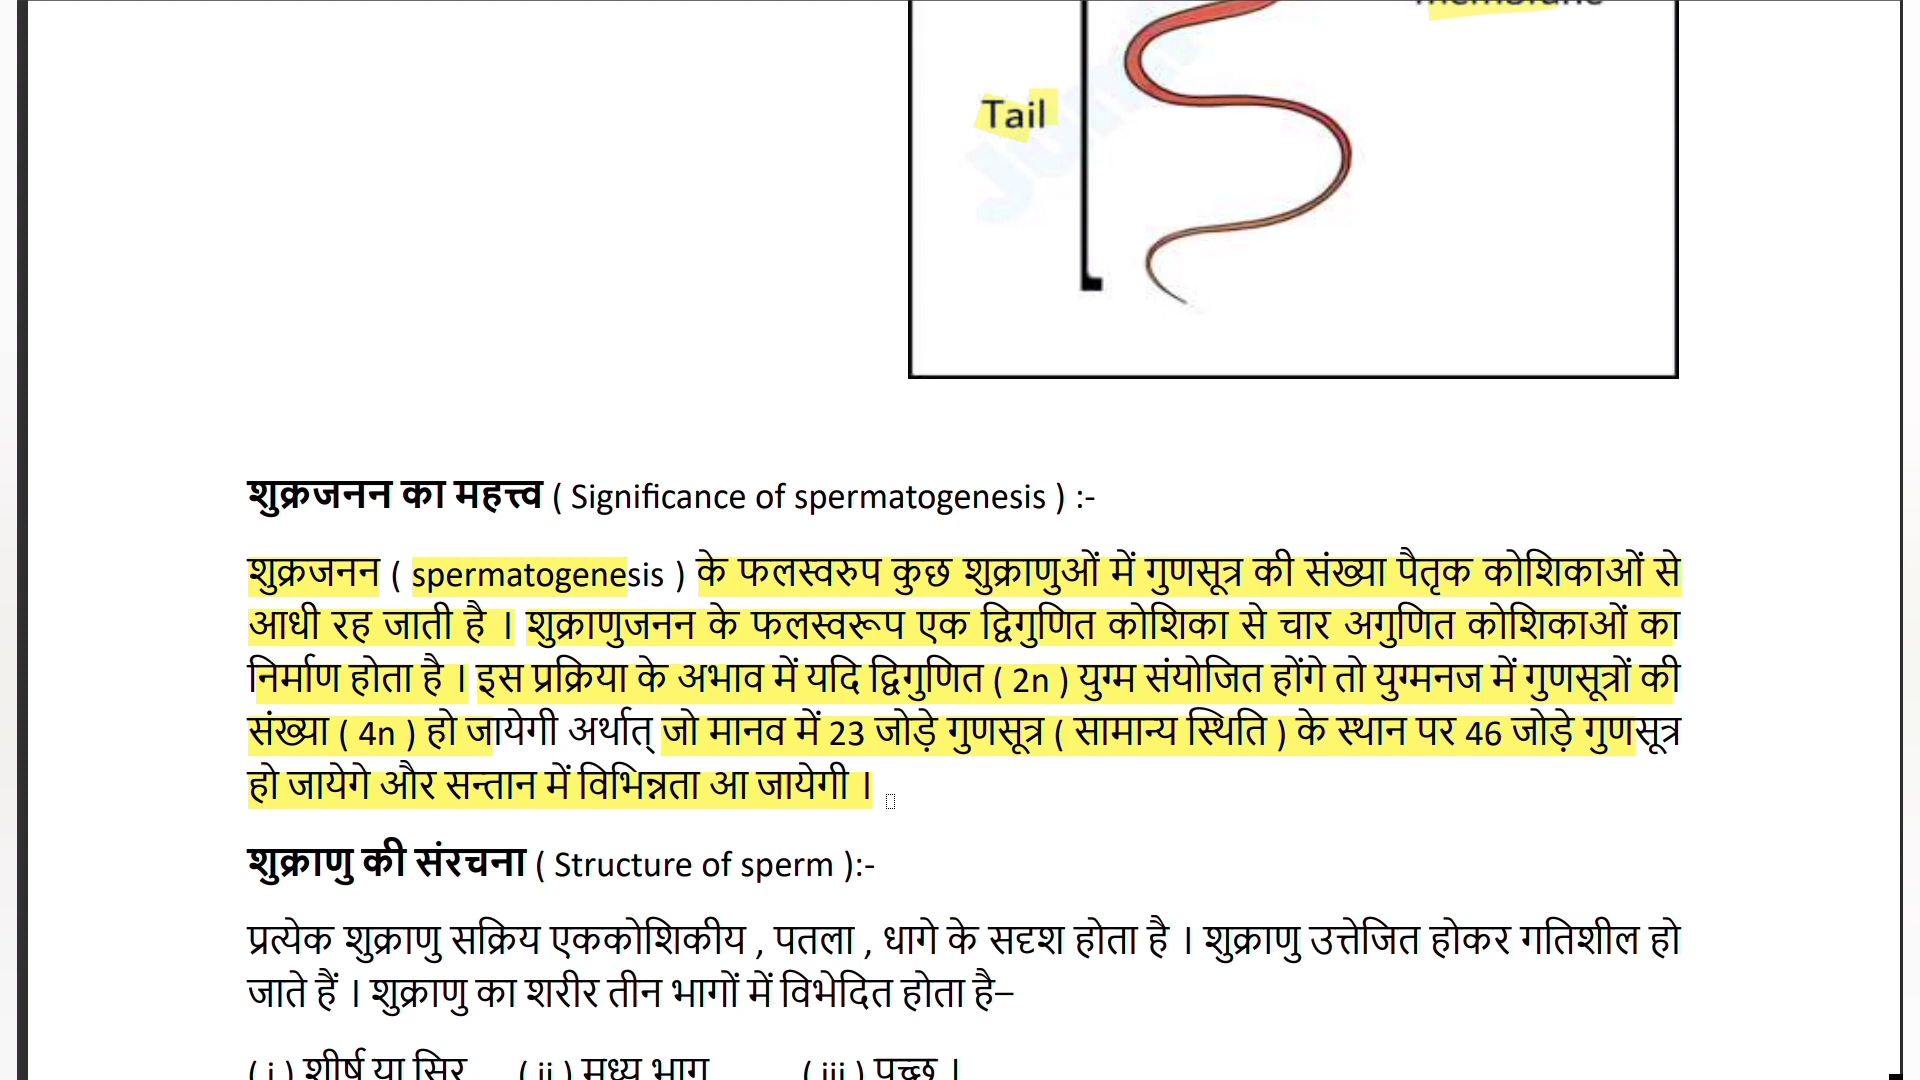 membrane
Tail
शुक्रजनन का महत्त्व ( Significance of spermatogenesis ) :-
शुक्रजनन ( spermatogenesis ) के फलस्वरुप कुछ शुक्राणुओं में गुणसूत्र की संख्या पैतृक कोशिकाओं से
आधी रह जाती है । शुक्राणुजनन के फलस्वरूप एक द्विगुणित कोशिका से चार अगुणित कोशिकाओं का
निर्माण होता है । इस प्रक्रिया के अभाव में यदि द्विगुणित ( 2n ) युग्म संयोजित होंगे तो युग्मनज में गुणसूत्रों की
संख्या ( 4n ) हो जायेगी अर्थात् जो मानव में 23 जोड़े गुणसूत्र ( सामान्य स्थिति ) के स्थान पर 46 जोड़े गुणसूत्र
हो जायेगे और सन्तान में विभिन्नता आ जायेगी ।
शुक्राणु की संरचना ( Structure of sperm ):-
प्रत्येक शुक्राणु सक्रिय एककोशिकीय , पतला , धागे के सदृश होता है । शुक्राणु उत्तेजित होकर गतिशील हो
जाते हैं । शुक्राणु का शरीर तीन भागों में विभेदित होता है–
( i ) शीर्ष या सिर ( ii ) मध्य भाग ( iii ) पुच्छ ।